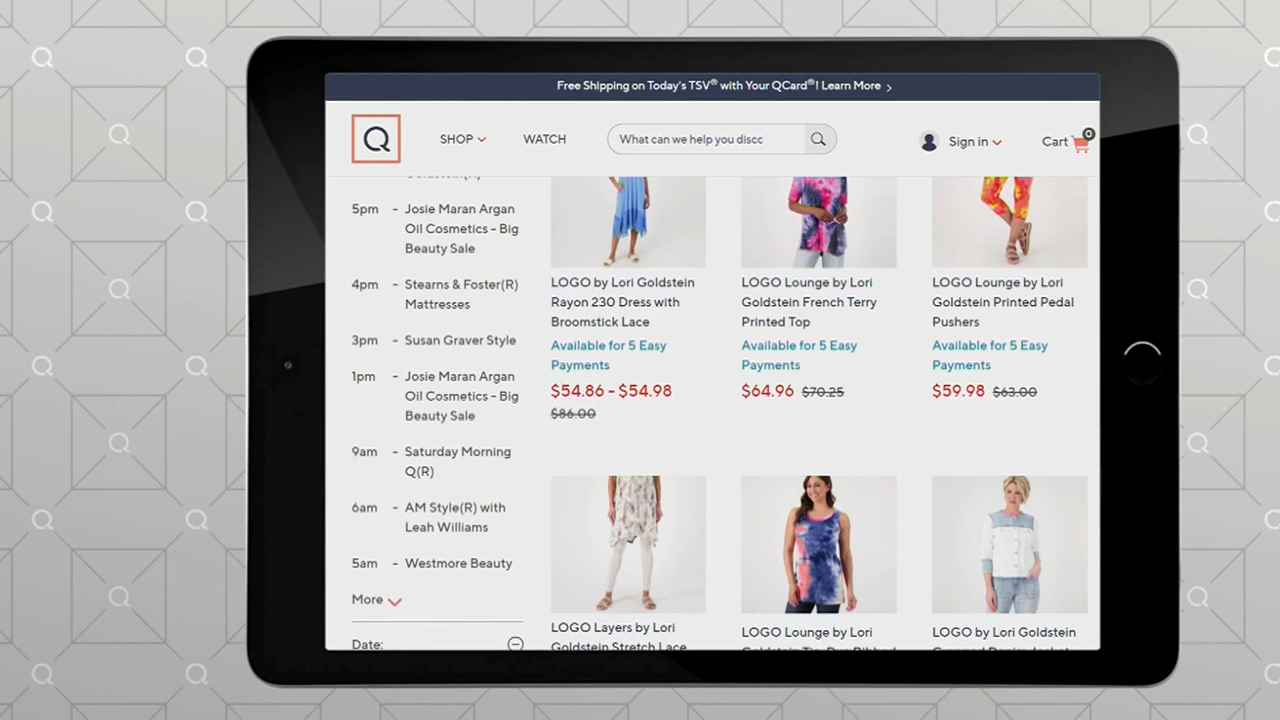 Free Shipping on Today's TSV® with Your QCard®! Learn More >
Q
SHOP
WATCH
What can we help you discc
Sign in
Cart
0
5pm - Josie Maran Argan
Oil Cosmetics - Big
Beauty Sale
4pm - Stearns & Foster(R)
Mattresses
3pm - Susan Graver Style
1pm - Josie Maran Argan
Oil Cosmetics - Big
Beauty Sale
9am - Saturday Morning
Q(R)
6am - AM Style(R) with
Leah Williams
5am - Westmore Beauty
More
Date:
LOGO by Lori Goldstein
Rayon 230 Dress with
Broomstick Lace
Available for 5 Easy
Payments
$54.86 - $54.98
$86.00
LOGO Lounge by Lori
Goldstein French Terry
Printed Top
Available for 5 Easy
Payments
$64.96 $70.25
LOGO Lounge by Lori
Goldstein Printed Pedal
Pushers
Available for 5 Easy
Payments
$59.98 $63.00
LOGO Layers by Lori
Goldstein Stretch Lace
LOGO Lounge by Lori
LOGO by Lori Goldstein